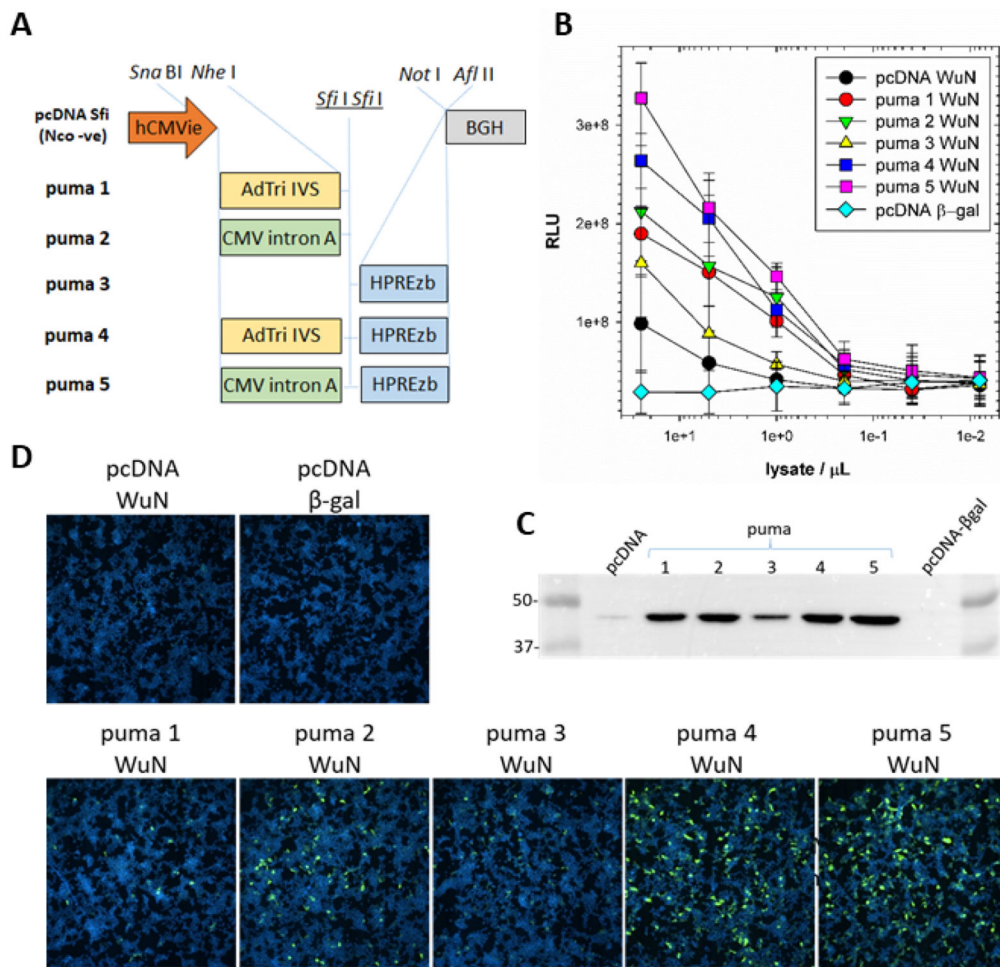 A
Sna BI Nhe I
Not I Afl II
Sfi I Sfi I
pcDNA Sfi
(Nco -ve)
hCMVie
BGH
puma 1
AdTri IVS
puma 2
CMV intron A
puma 3
HPREzb
puma 4
AdTri IVS
HPREzb
puma 5
CMV intron A
HPREzb
B
3e+8
2e+8
1e+8
RLU
pcDNA WuN
puma 1 WuN
puma 2 WuN
puma 3 WuN
puma 4 WuN
puma 5 WuN
pcDNA β-gal
1e+1 1e+0 1e-1 1e-2
lysate / μL
C
pcDNA
puma
1 2 3 4 5
pcDNA-βgal
50-
37-
D
pcDNA
WuN
pcDNA
β-gal
puma 1
WuN
puma 2
WuN
puma 3
WuN
puma 4
WuN
puma 5
WuN